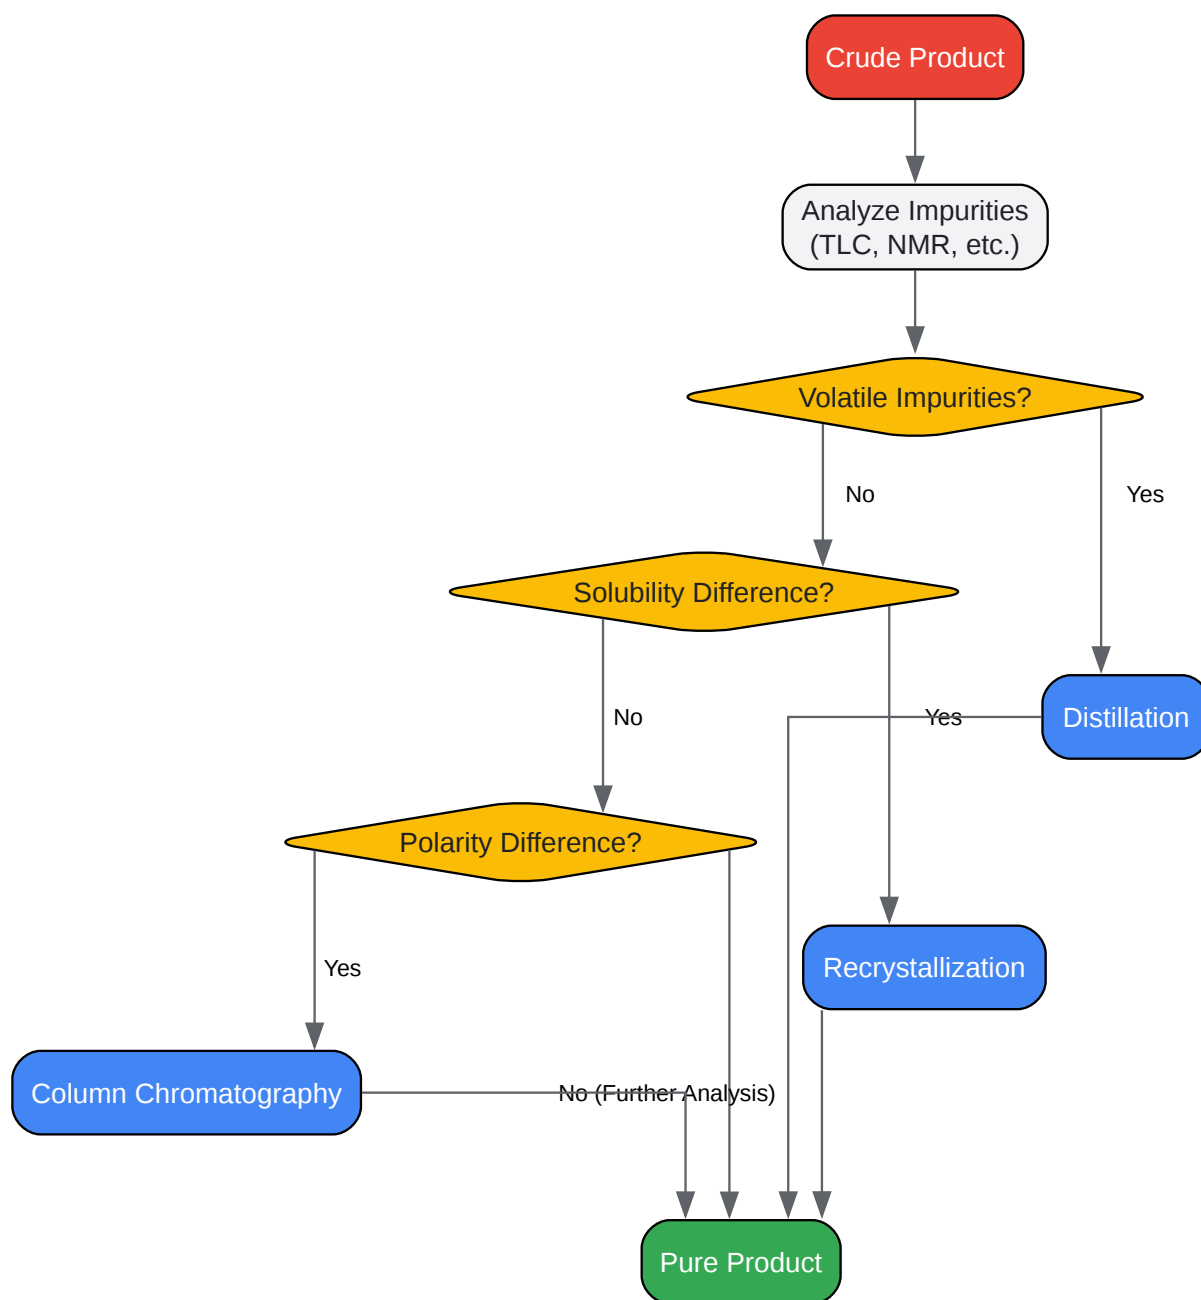 Crude Product
Analyze Impurities
(TLC, NMR, etc.)
Volatile Impurities?
No
Yes
Solubility Difference?
No
Yes
Distillation
Polarity Difference?
Yes
Recrystallization
Column Chromatography
No (Further Analysis)
Pure Product